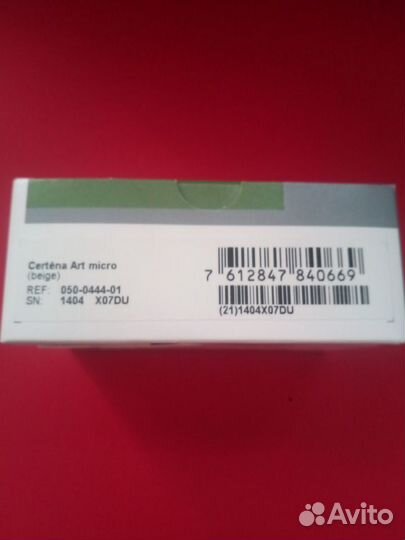 Certēna Art micro
(beige)
REF: 050-0444-01
SN: 1404 X07DU
7 612847 840669
(21)1404X07DU
Avito